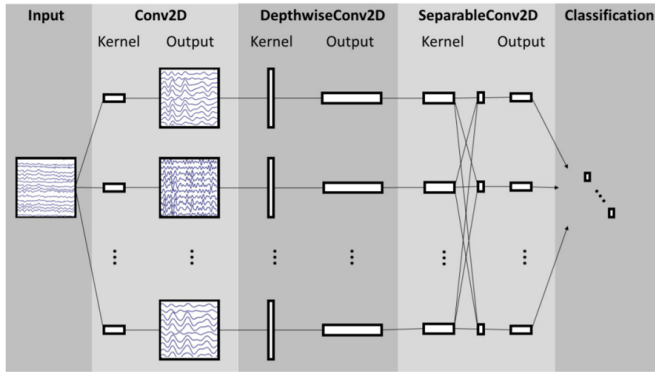 Input Conv2D DepthwiseConv2D SeparableConv2D Classification
Kernel Output Kernel Output Kernel Output